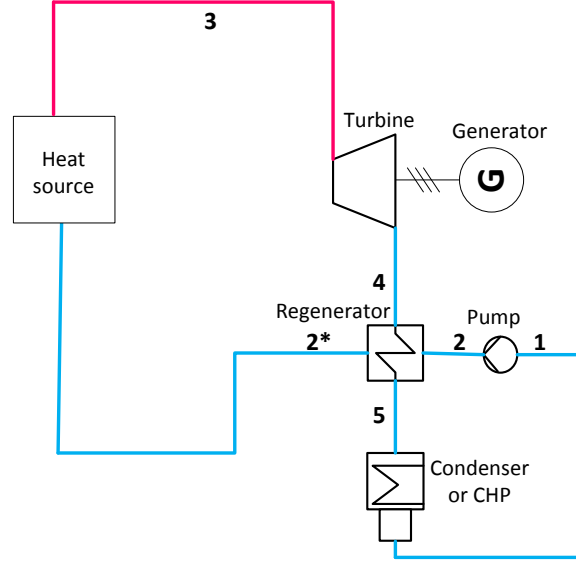 3
Turbine
Generator
Heat
source
G
4
Regenerator
Pump
2*
2
1
5
Condenser
or CHP